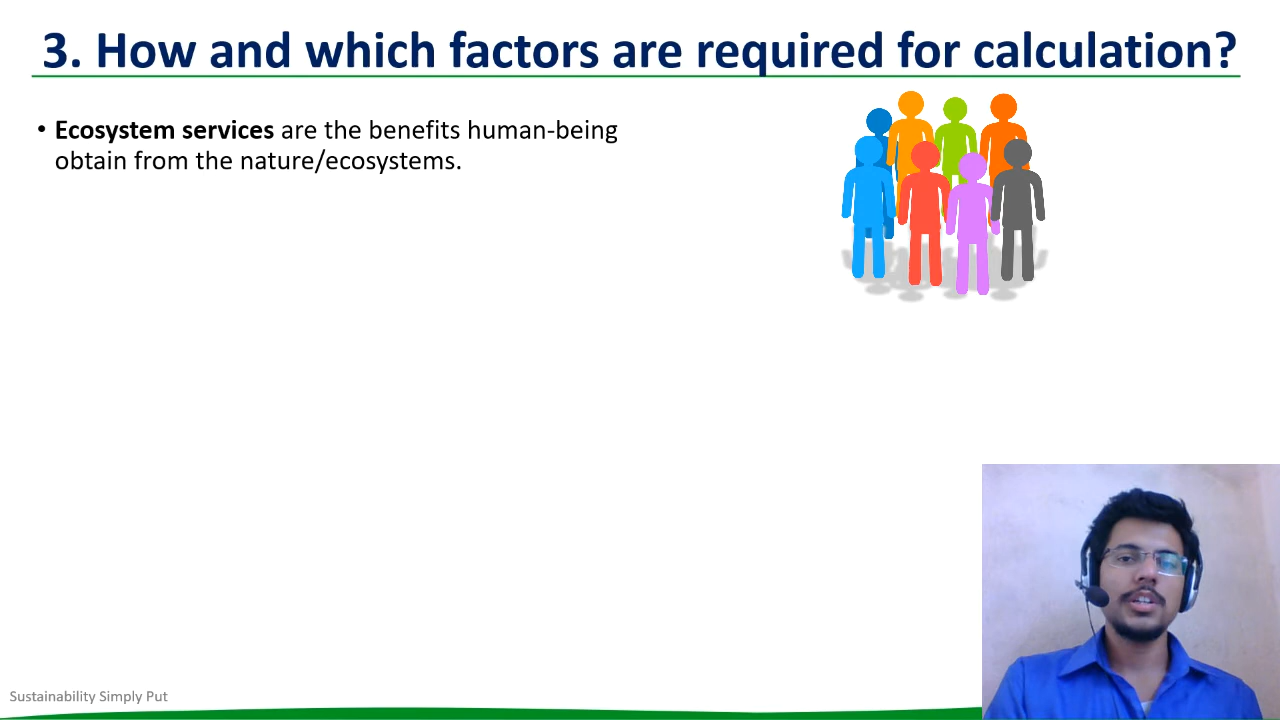 3. How and which factors are required for calculation?
• Ecosystem services are the benefits human-being
obtain from the nature/ecosystems.
Sustainability Simply Put